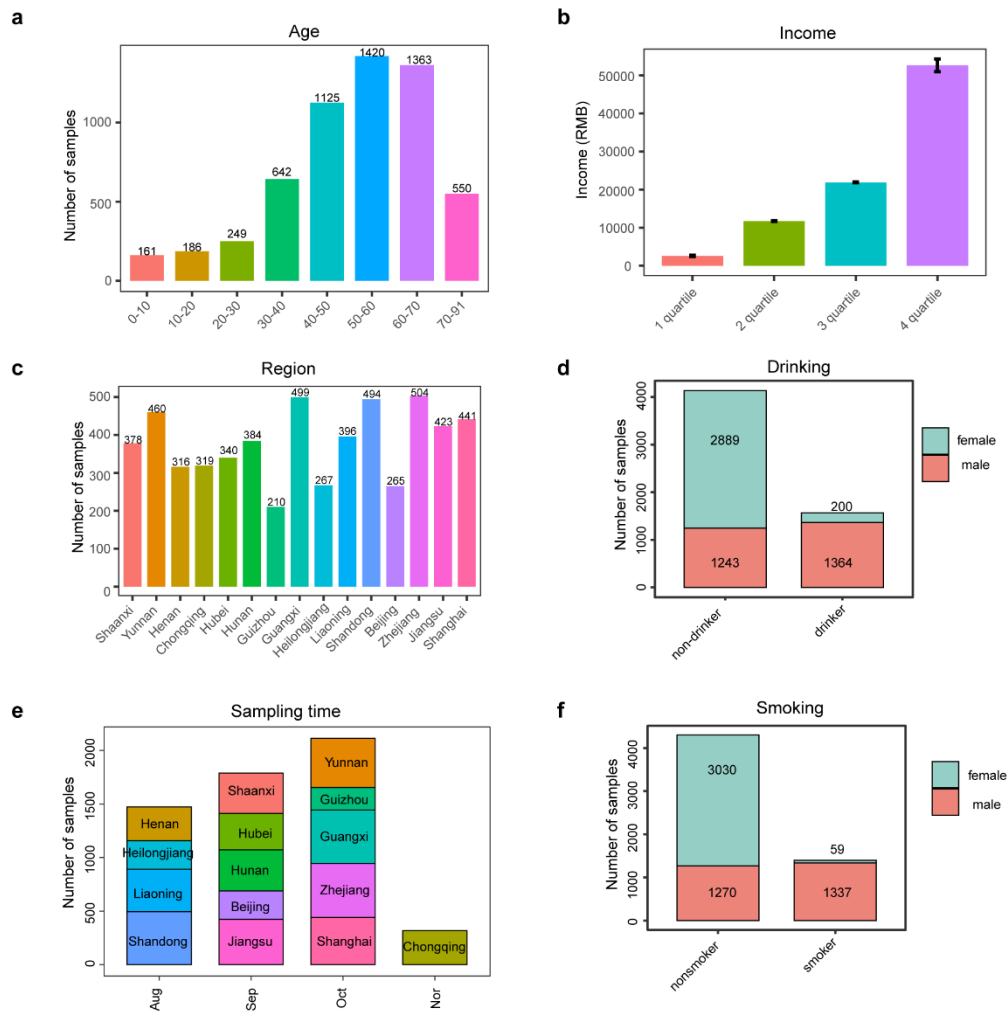 a
Age
Number of samples
1000
500
0
161
186
249
642
1125
1420
1363
550
0-10
10-20
20-30
30-40
40-50
50-60
60-70
70-91
b
Income
Income (RMB)
50000
40000
30000
20000
10000
0
1 quartile
2 quartile
3 quartile
4 quartile
c
Region
Number of samples
500
400
300
200
100
0
378
460
316
319
340
384
210
499
267
396
494
265
504
423
441
Shaanxi
Yunnan
Henan
Chongqing
Hubei
Hunan
Guizhou
Guangxi
Heilongjiang
Liaoning
Shandong
Beijing
Zhejiang
Jiangsu
Shanghai
d
Drinking
Number of samples
4000
3000
2000
1000
0
2889
1243
200
1364
non-drinker
drinker
female
male
e
Sampling time
Number of samples
2000
1500
1000
500
0
Henan
Heilongjiang
Liaoning
Shandong
Shaanxi
Hubei
Hunan
Beijing
Jiangsu
Yunnan
Guizhou
Guangxi
Zhejiang
Shanghai
Chongqing
Aug
Sep
Oct
Nor
f
Smoking
Number of samples
4000
3000
2000
1000
0
3030
1270
59
1337
nonsmoker
smoker
female
male